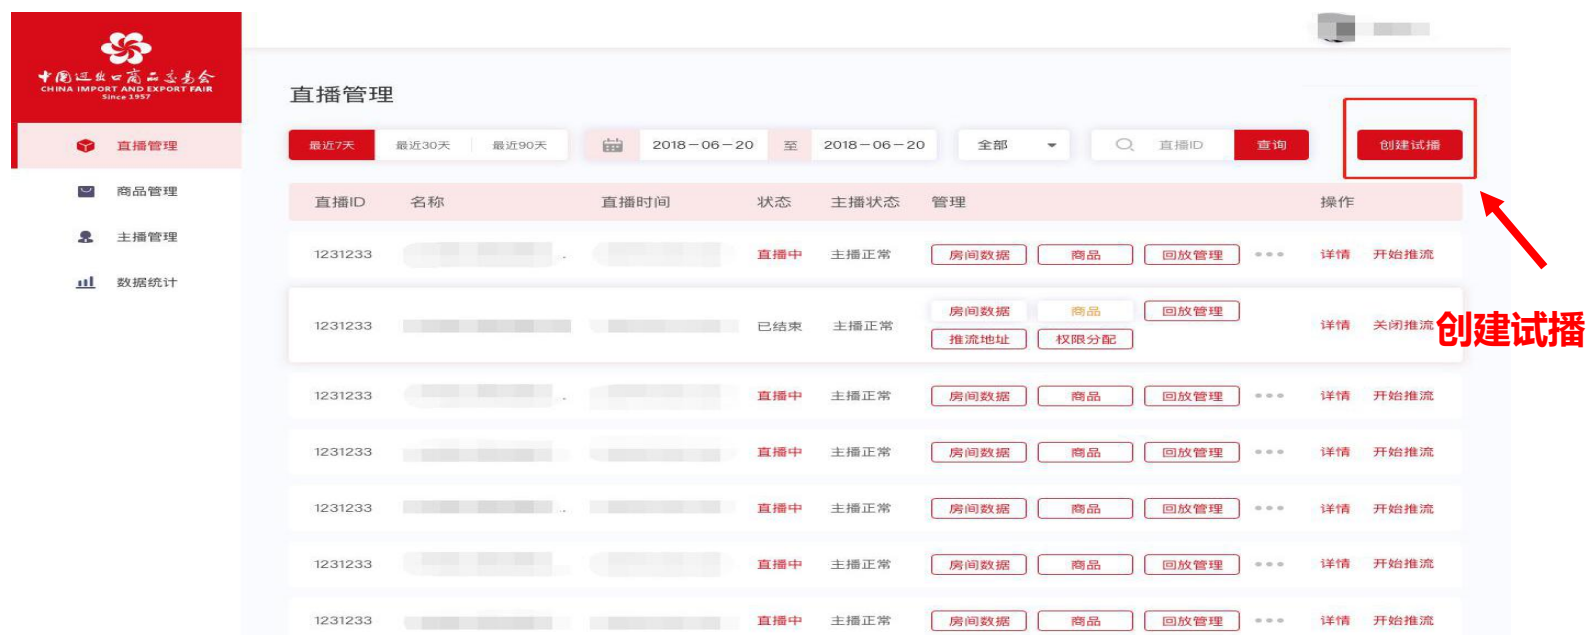 中国进出口商品交易会
CHINA IMPORT AND EXPORT FAIR
Since 1957
直播管理
商品管理
主播管理
数据统计
直播管理
最近7天 最近30天 最近90天 2018-06-20 至 2018-06-20 全部 直播ID 查询 创建试播
直播ID 名称 直播时间 状态 主播状态 管理 操作
1231233 直播中 主播正常 房间数据 商品 回放管理 详情 开始推流
1231233 已结束 主播正常 房间数据 商品 回放管理 详情 关闭推流
推流地址 权限分配
创建试播
1231233 直播中 主播正常 房间数据 商品 回放管理 详情 开始推流
1231233 直播中 主播正常 房间数据 商品 回放管理 详情 开始推流
1231233 直播中 主播正常 房间数据 商品 回放管理 详情 开始推流
1231233 直播中 主播正常 房间数据 商品 回放管理 详情 开始推流
1231233 直播中 主播正常 房间数据 商品 回放管理 详情 开始推流